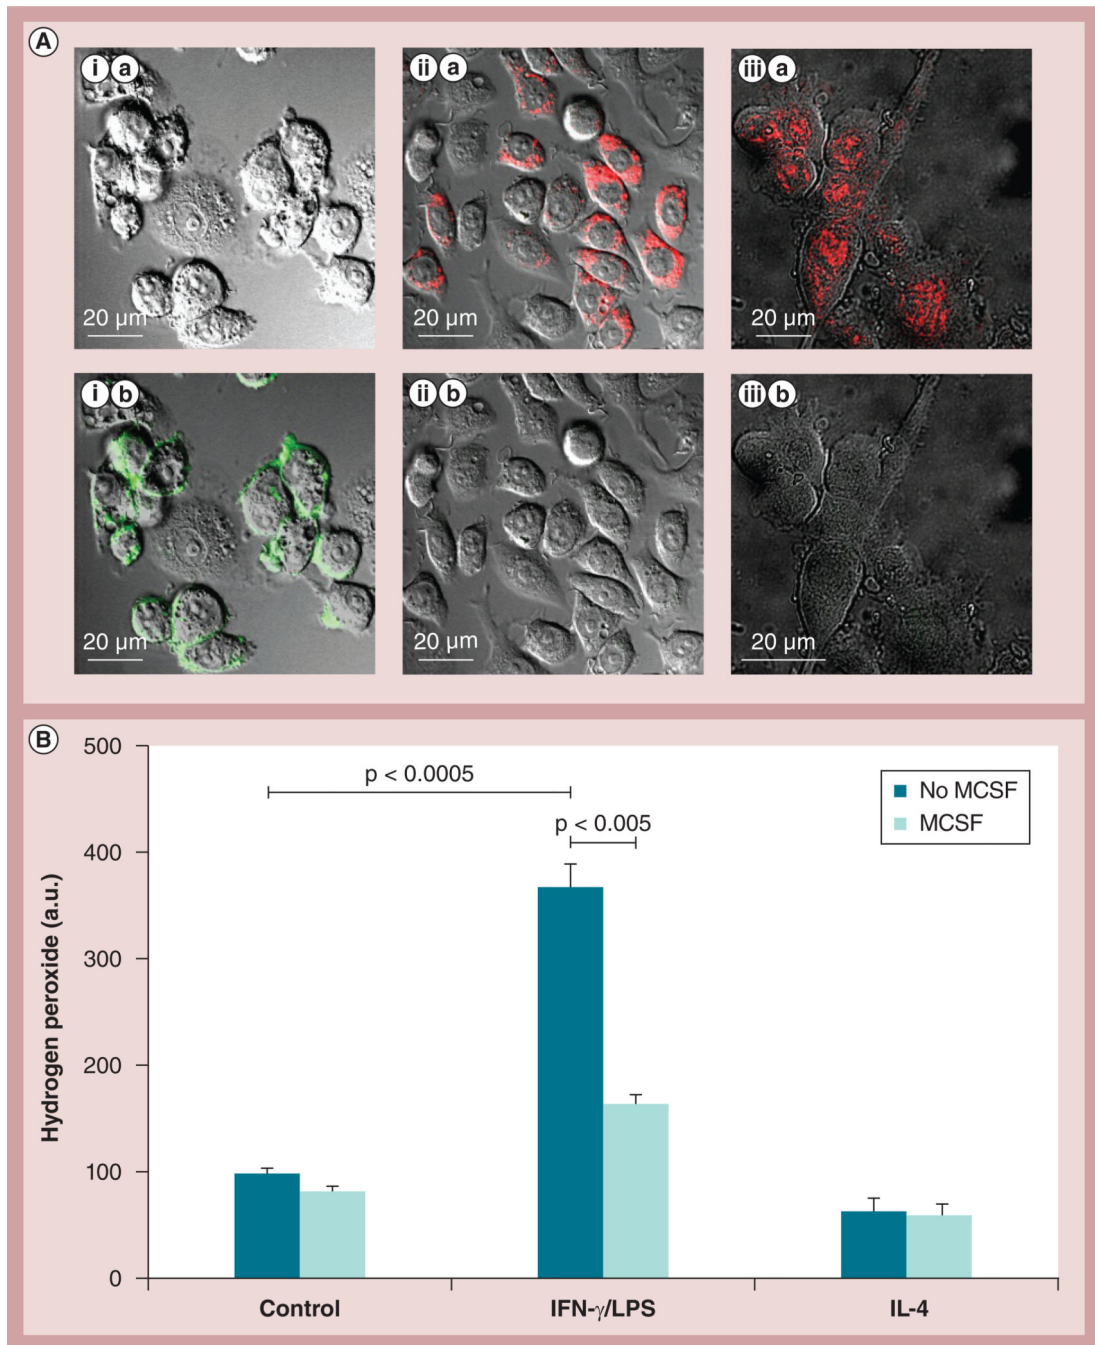 A
i a
ii a
iii a
20 µm
20 µm
20 µm
i b
ii b
iii b
20 µm
20 µm
20 µm
B
500
400
300
200
100
0
Hydrogen peroxide (a.u.)
p < 0.0005
p < 0.005
No MCSF
MCSF
Control
IFN-γ/LPS
IL-4